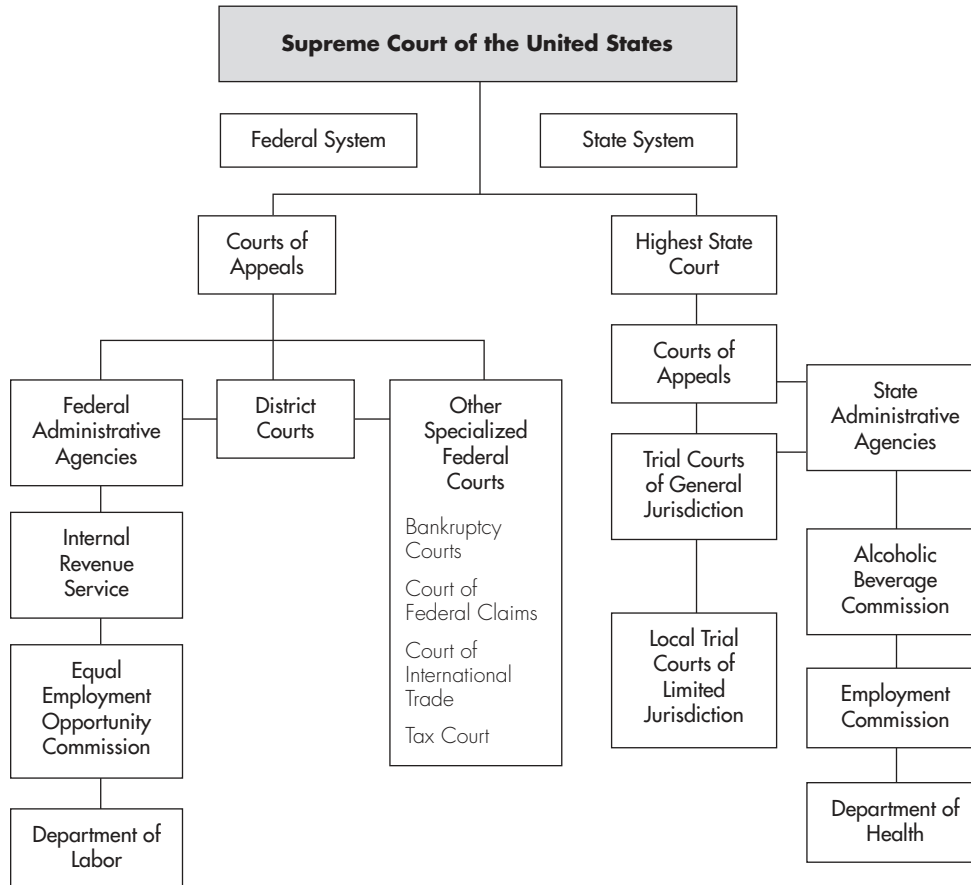 Supreme Court of the United States
Federal System
State System
Courts of
Appeals
Highest State
Court
Federal
Administrative
Agencies
District
Courts
Other
Specialized
Federal
Courts
Bankruptcy
Courts
Court of
Federal Claims
Court of
International
Trade
Tax Court
Internal
Revenue
Service
Equal
Employment
Opportunity
Commission
Department of
Labor
Courts of
Appeals
Trial Courts
of General
Jurisdiction
Local Trial
Courts of
Limited
Jurisdiction
State
Administrative
Agencies
Alcoholic
Beverage
Commission
Employment
Commission
Department of
Health